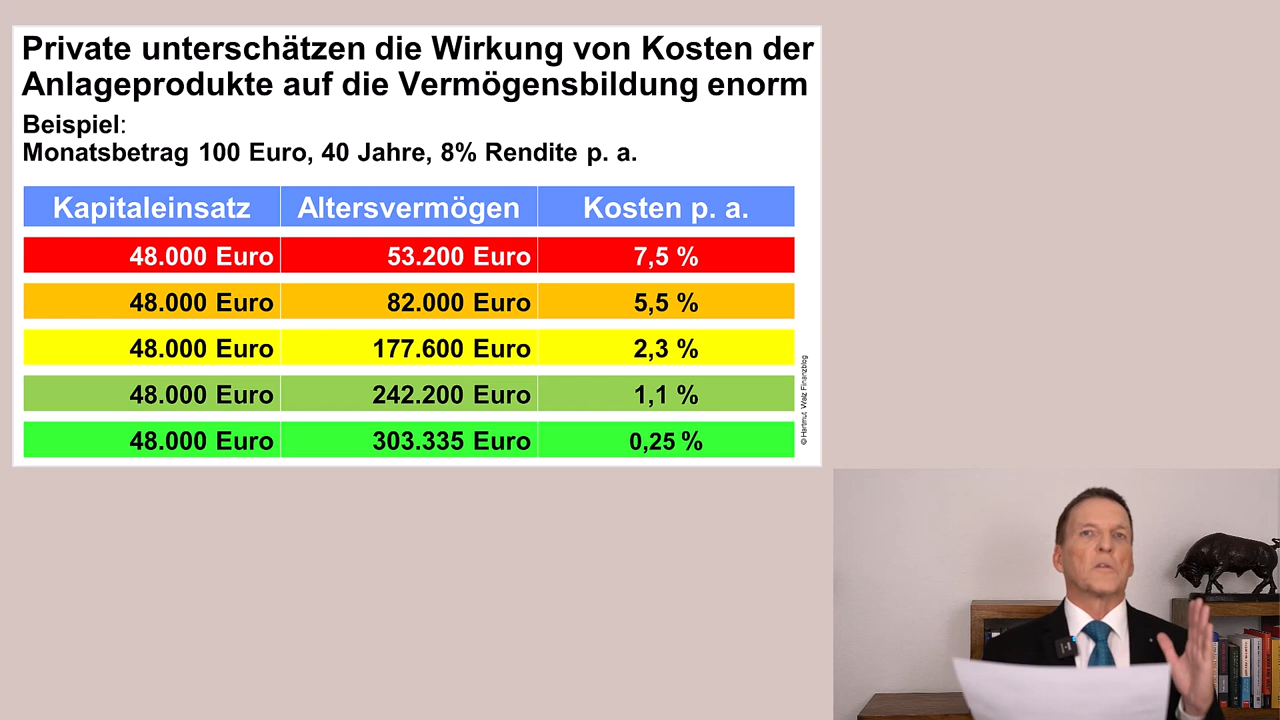 Private unterschätzen die Wirkung von Kosten der
Anlageprodukte auf die Vermögensbildung enorm
Beispiel:
Monatsbetrag 100 Euro, 40 Jahre, 8% Rendite p. a.
Kapitaleinsatz Altersvermögen Kosten p. a.
48.000 Euro 53.200 Euro 7,5 %
48.000 Euro 82.000 Euro 5,5 %
48.000 Euro 177.600 Euro 2,3 %
48.000 Euro 242.200 Euro 1,1 %
48.000 Euro 303.335 Euro 0,25 %
© Hartmut Walz Finanzblog